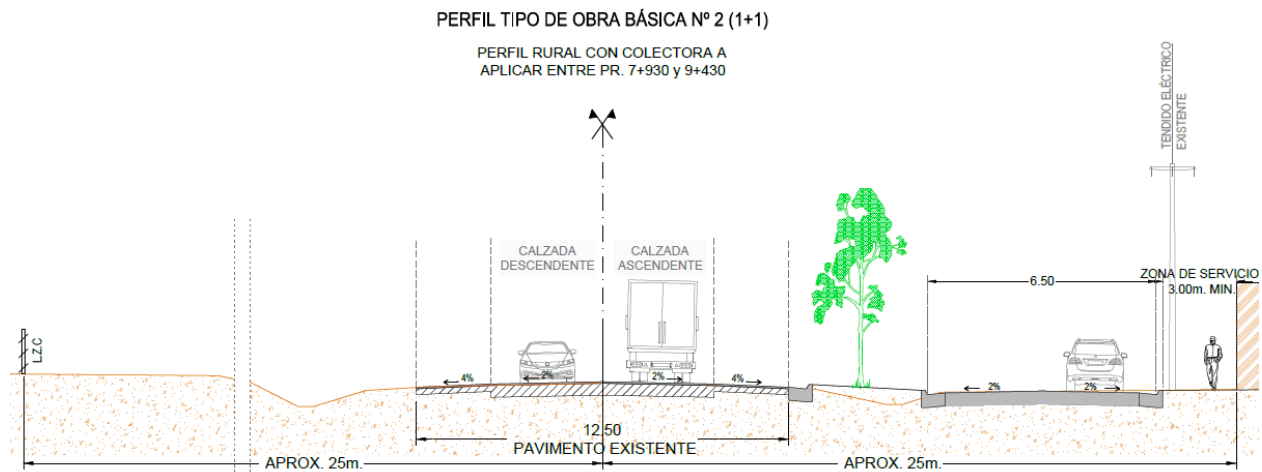 PERFIL TIPO DE OBRA BÁSICA Nº 2 (1+1)
PERFIL RURAL CON COLECTORA A
APLICAR ENTRE PR. 7+930 y 9+430
TENDIDO ELÉCTRICO
EXISTENTE
CALZADA
DESCENDENTE
CALZADA
ASCENDENTE
6.50
ZONA DE SERVICIO
3.00m. MIN.
L.Z.C
4%
2%
2%
4%
2%
2%
12.50
PAVIMENTO EXISTENTE
APROX. 25m.
APROX. 25m.